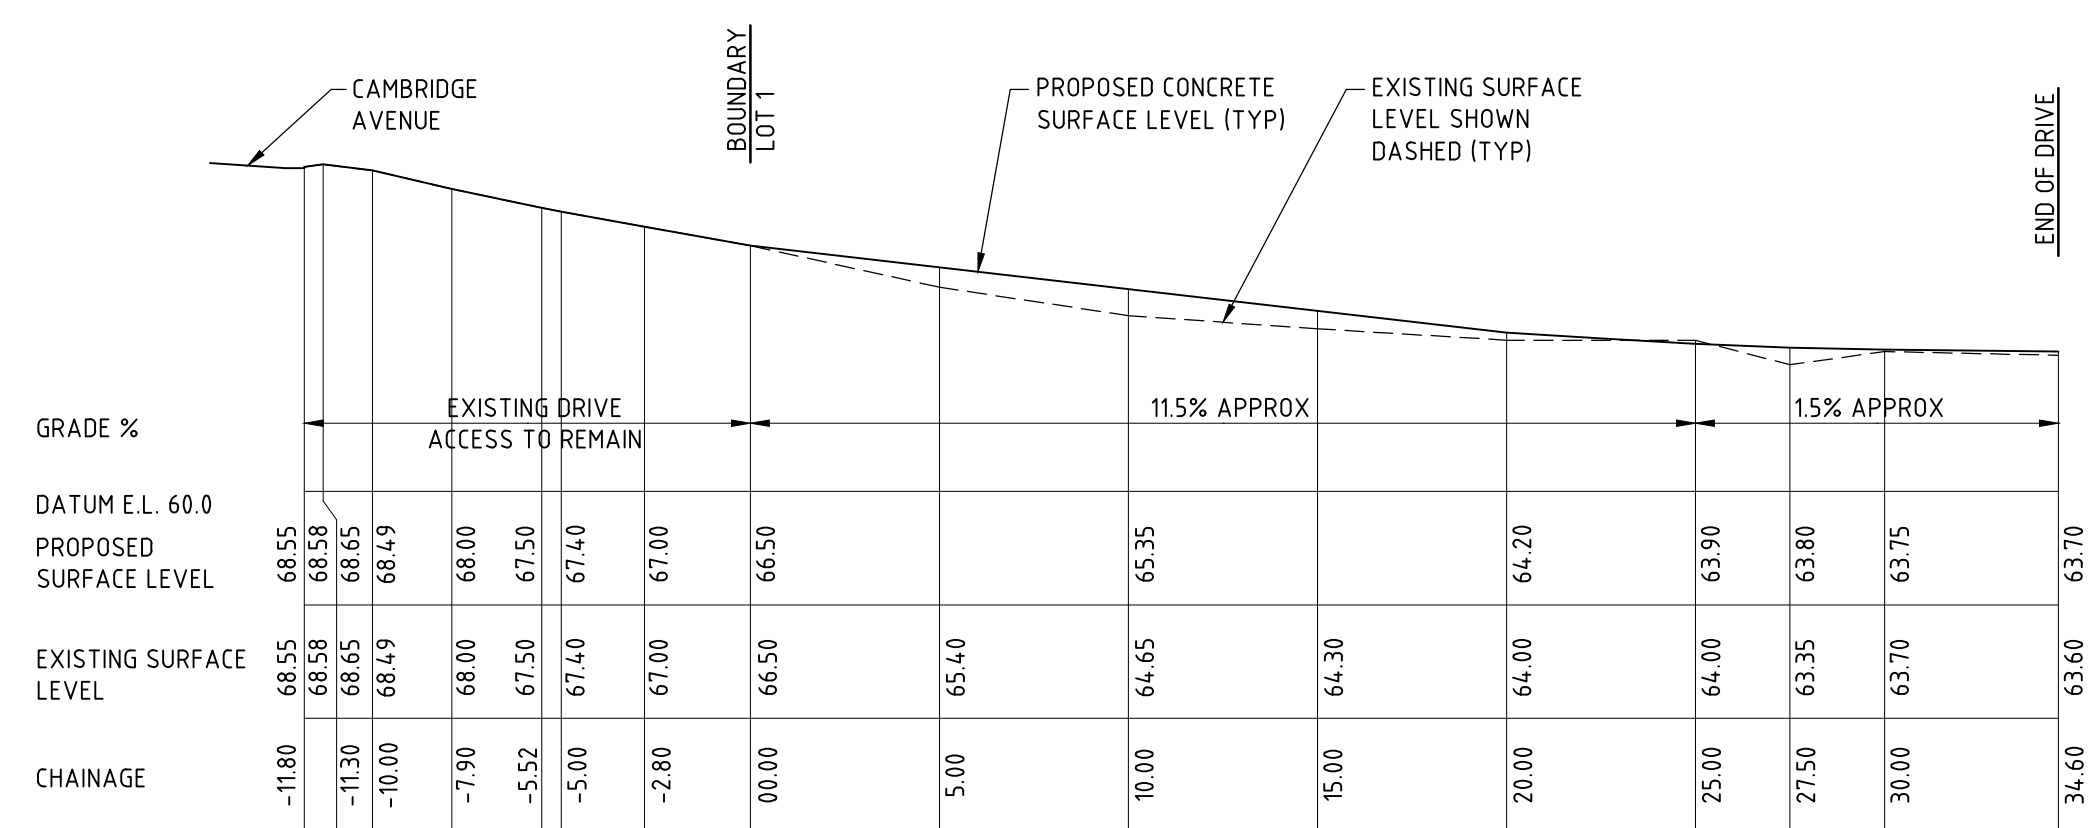 CAMBRIDGE
AVENUE
BOUNDARY
LOT 1
PROPOSED CONCRETE
SURFACE LEVEL (TYP)
EXISTING SURFACE
LEVEL SHOWN
DASHED (TYP)
END OF DRIVE
GRADE %
EXISTING DRIVE
ACCESS TO REMAIN
11.5% APPROX
1.5% APPROX
DATUM E.L. 60.0
PROPOSED
SURFACE LEVEL
68.55 68.58 68.65 68.49 68.00 67.50 67.40 67.00 66.50 65.35 64.20 63.90 63.80 63.75 63.70
EXISTING SURFACE
LEVEL
68.55 68.58 68.65 68.49 68.00 67.50 67.40 67.00 66.50 65.40 64.65 64.30 64.00 64.00 63.35 63.70 63.60
CHAINAGE
-11.80 -11.30 -10.00 -7.90 -5.52 -5.00 -2.80 00.00 5.00 10.00 15.00 20.00 25.00 27.50 30.00 34.60